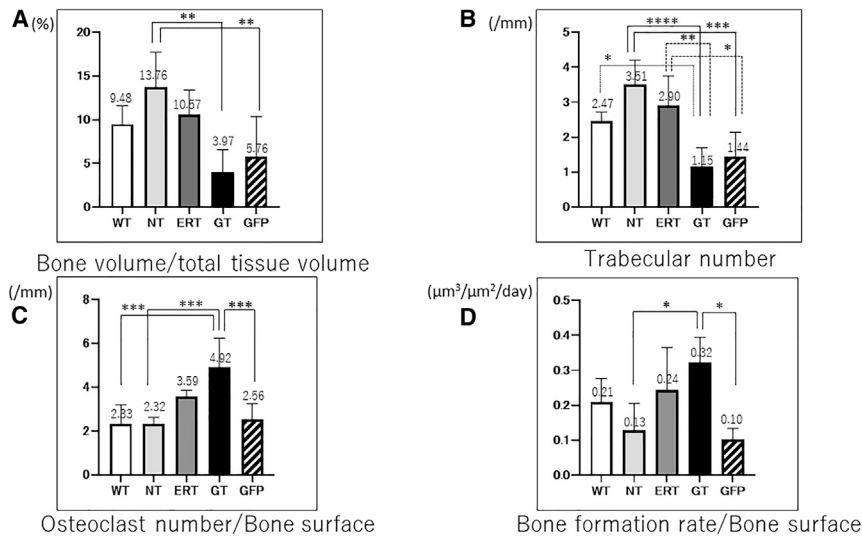 A (%)
** **
20
15
10
5
0
9.48 13.76 10.57 3.97 5.76
WT NT ERT GT GFP
Bone volume/total tissue volume
B (/mm)
**** ***
** *
*
5
4
3
2
1
0
2.47 3.51 2.90 1.15 1.44
WT NT ERT GT GFP
Trabecular number
(/mm)
C
*** *** ***
8
6
4
2
0
2.33 2.32 3.59 4.92 2.56
WT NT ERT GT GFP
Osteoclast number/Bone surface
(μm³/μm²/day)
D
* *
0.5
0.4
0.3
0.2
0.1
0.0
0.21 0.13 0.24 0.32 0.10
WT NT ERT GT GFP
Bone formation rate/Bone surface